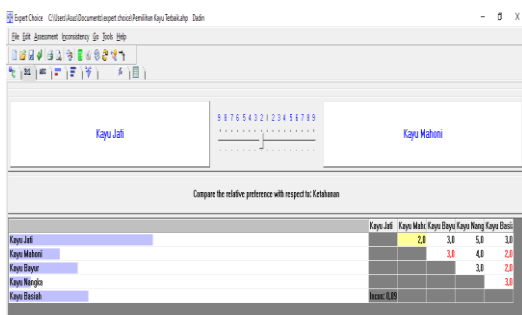 Expert Choice C:\Users\Asus\Documents\expert choice\Pemilihan Kayu Terbaik.ahp Dadin
File Edit Assessment Inconsistency Go Tools Help
9 8 7 6 5 4 3 2 1 2 3 4 5 6 7 8 9
Kayu Jati
Kayu Mahoni
Compare the relative preference with respect to: Ketahanan
Kayu Jati Kayu Maho Kayu Bayu Kayu Nang Kayu Basia
Kayu Jati 2,0 3,0 5,0 3,0
Kayu Mahoni 3,0 4,0 2,0
Kayu Bayur 3,0 2,0
Kayu Nangka 3,0
Kayu Basiah Incon: 0,09